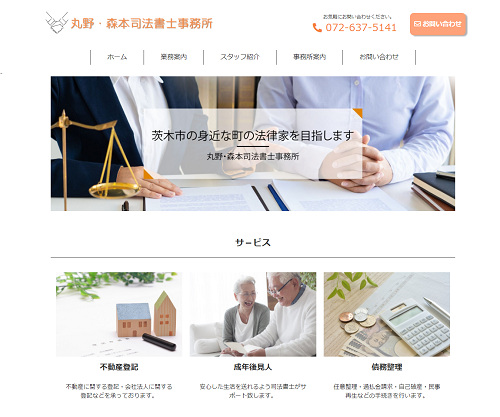 丸野・森本司法書士事務所
お気軽にお問い合わせください。
072-637-5141
お問い合わせ
ホーム
業務案内
スタッフ紹介
事務所案内
お問い合わせ
茨木市の身近な町の法律家を目指します
丸野・森本司法書士事務所
サービス
不動産登記
不動産に関する登記・会社法人に関する
登記などを承っております。
成年後見人
安心した生活を送れるよう司法書士がサ
ポート致します。
債務整理
任意整理・過払金請求・自己破産・民事
再生などの手続きを行います。